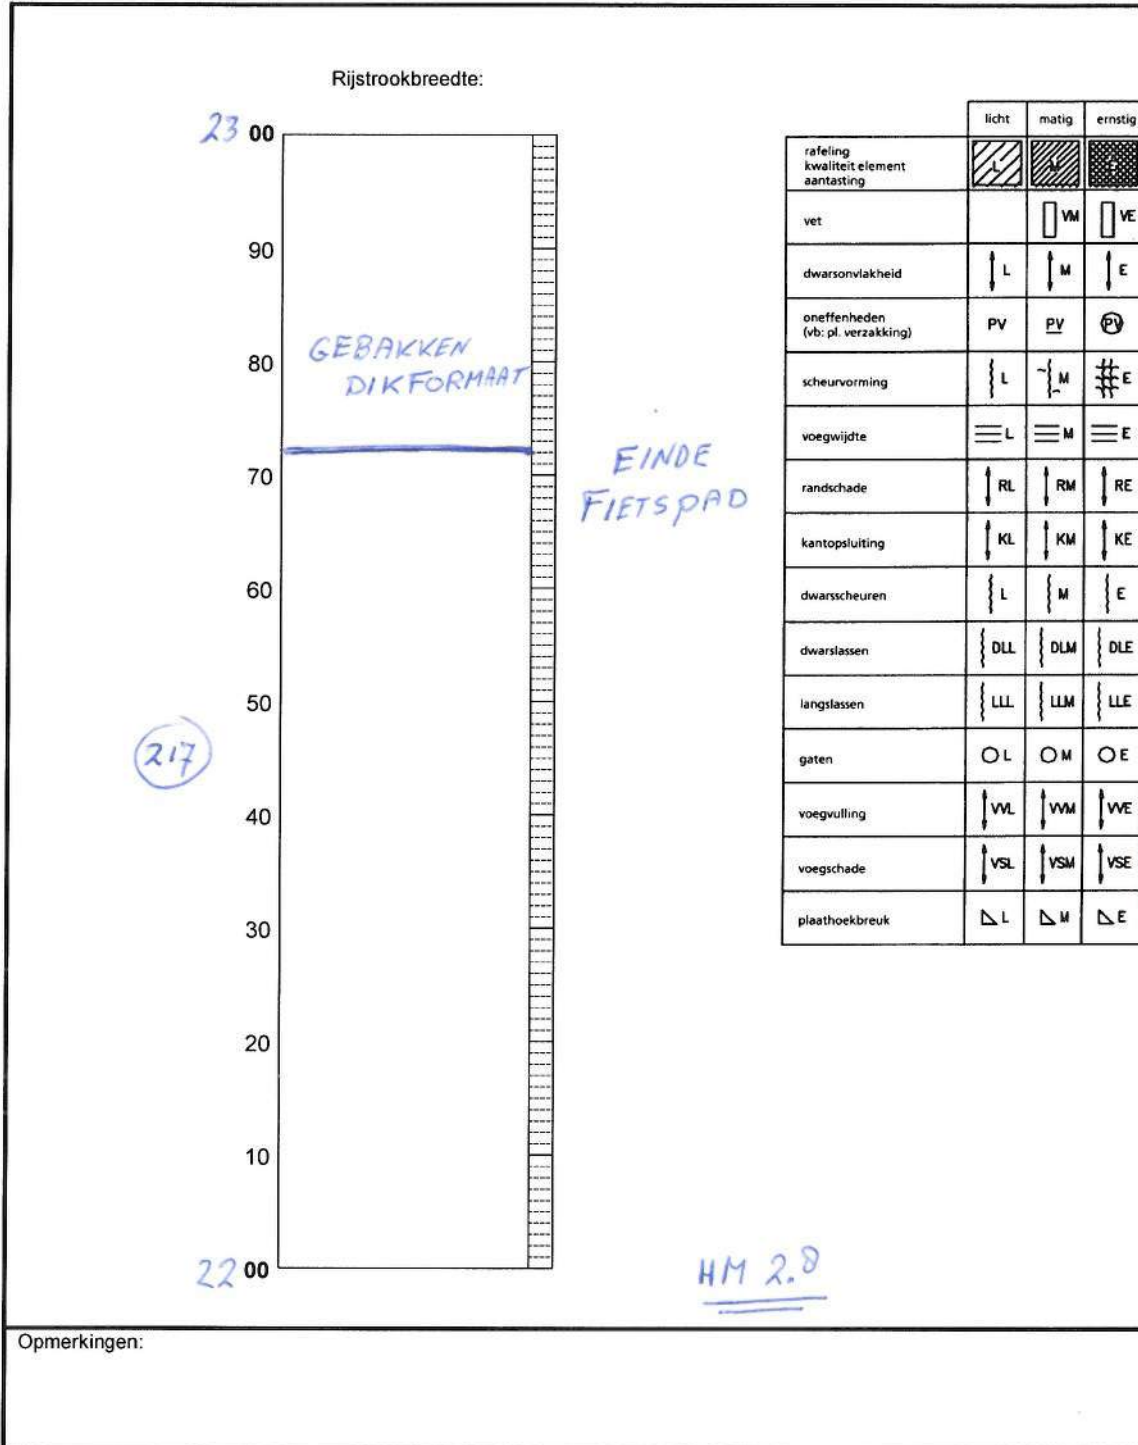 Rijstrookbreedte:
23 00
90
80
GEBAKKEN
DIKFORMAAT
70
EINDE
FIETSPAD
60
50
217
40
30
20
10
22 00
HM 2.8
licht matig ernstig
rafeling
kwaliteit element
aantasting
L M E
vet
VM VE
dwarsonvlakheid
L M E
oneffenheden
(vb: pl. verzakking)
PV PV PV
scheurvorming
L M E
voegwijdte
L M E
randschade
RL RM RE
kantopsluiting
KL KM KE
dwarsscheuren
L M E
dwarslassen
DLL DLM DLE
langslassen
LLL LLM LLE
gaten
L M E
voegvulling
VVL VVM VVE
voegschade
VSL VSM VSE
plaathoekbreuk
L M E
Opmerkingen: